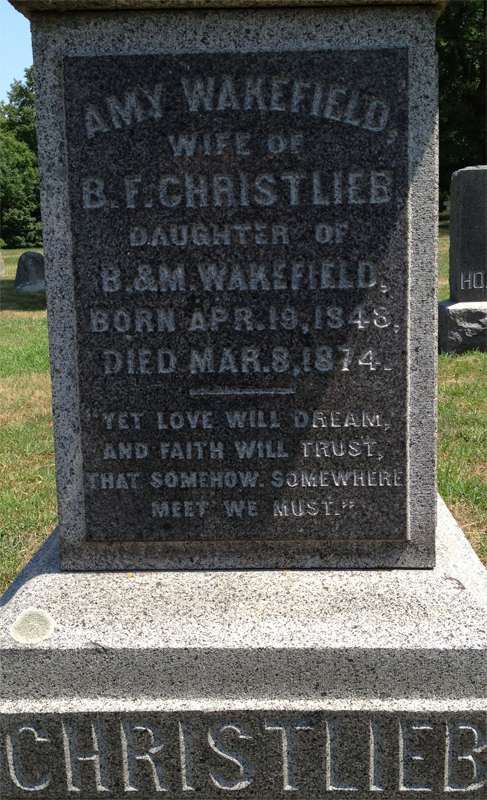 AMY WAKEFIELD,
WIFE OF
B.F. CHRISTLIEB
DAUGHTER OF
B. & M. WAKEFIELD,
BORN APR. 19, 1848,
DIED MAR. 8, 1874.
"YET LOVE WILL DREAM,
AND FAITH WILL TRUST,
THAT SOMEHOW. SOMEWHERE
MEET WE MUST."
CHRISTLIEB
HO